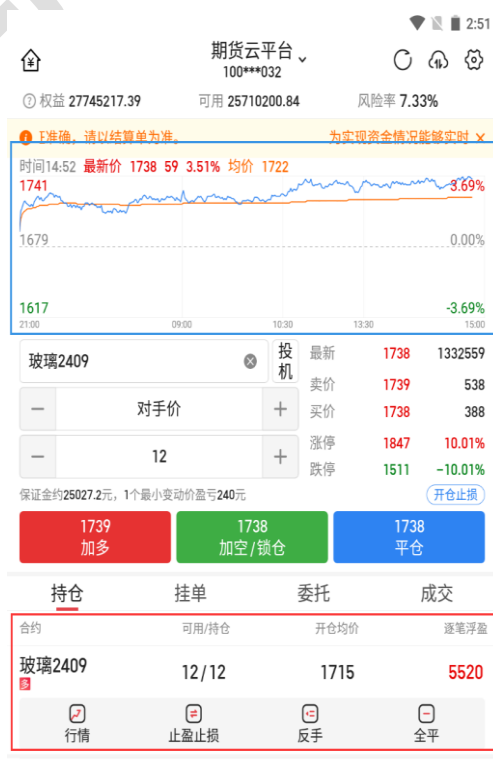 2:51
期货云平台
100***032
权益 27745217.39 可用 25710200.84 风险率 7.33%
准确，请以结算单为准。 为实现资金情况能够实时 ×
时间14:52 最新价 1738 59 3.51% 均价 1722
1741 3.69%
1679 0.00%
1617 -3.69%
21:00 09:00 10:30 13:30 15:00
玻璃2409 投机 最新 1738 1332559
卖价 1739 538
— 对手价 + 买价 1738 388
涨停 1847 10.01%
— 12 + 跌停 1511 -10.01%
保证金约25027.2元，1个最小变动价盈亏240元 开仓止损
1739 1738 1738
加多 加空/锁仓 平仓
持仓 挂单 委托 成交
合约 可用/持仓 开仓均价 逐笔浮盈
玻璃2409 12/12 1715 5520
多
行情 止盈止损 反手 全平